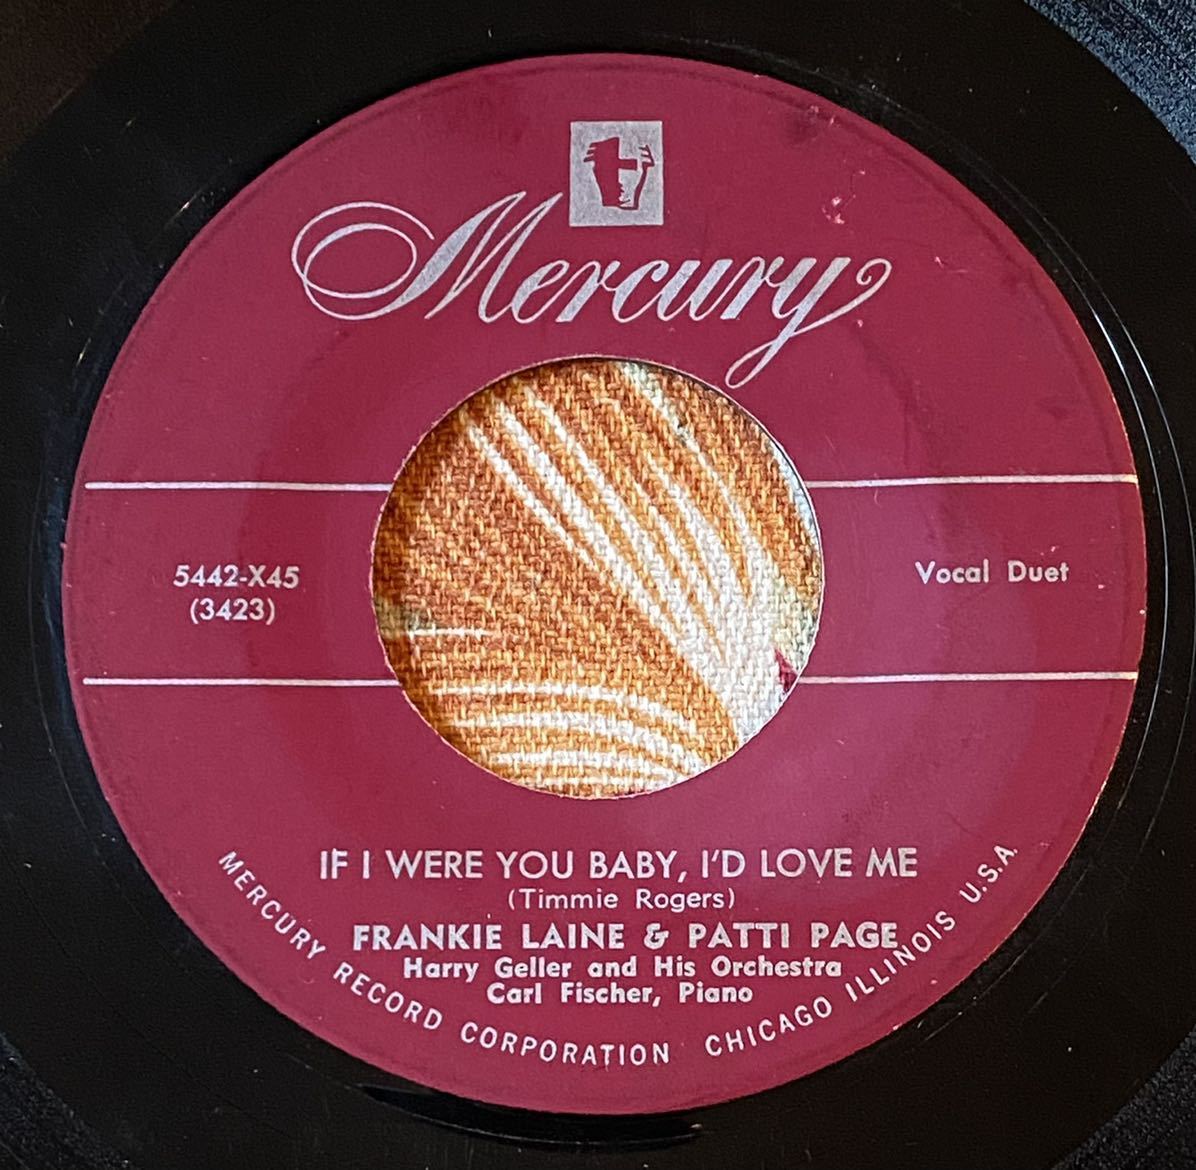 Mercury
5442-X45
(3423)
Vocal Duet
IF I WERE YOU BABY, I'D LOVE ME
(Timmie Rogers)
FRANKIE LAINE & PATTI PAGE
Harry Geller and His Orchestra
Carl Fischer, Piano
MERCURY RECORD CORPORATION CHICAGO ILLINOIS U.S.A.